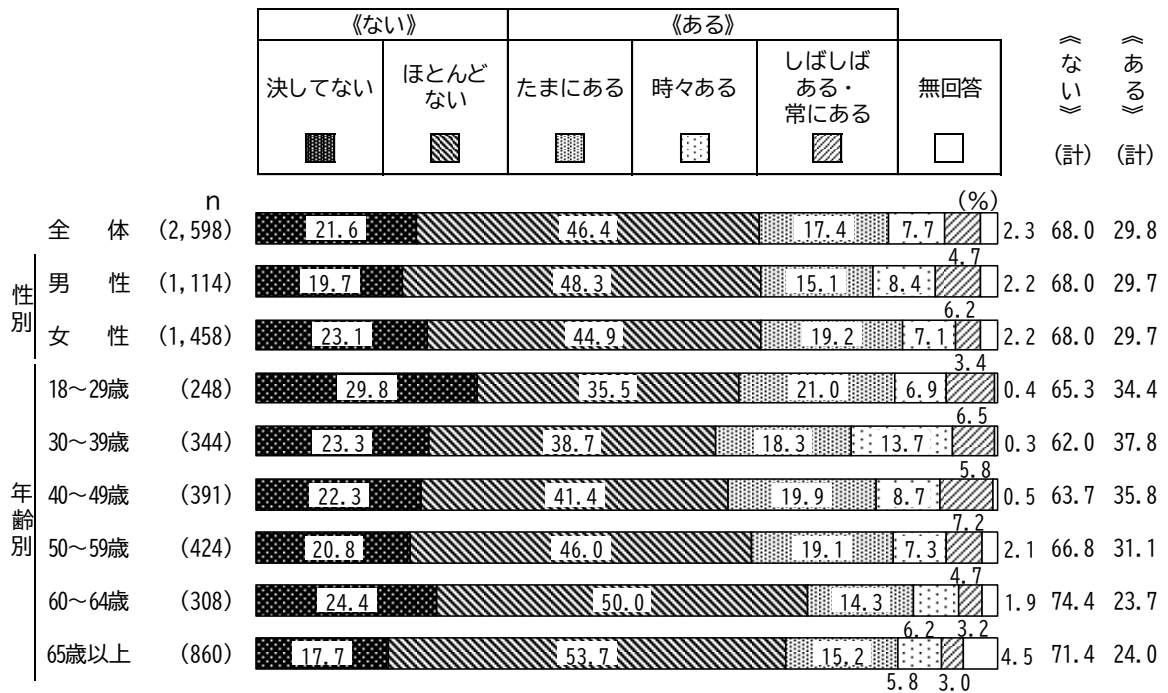 《ない》 《ある》
決してない ほとんどない たまにある 時々ある しばしばある・常にある 無回答 《ない》(計) 《ある》(計)
n (%)
全 体 (2,598) 21.6 46.4 17.4 7.7 4.7 2.3 68.0 29.8
性別
男 性 (1,114) 19.7 48.3 15.1 8.4 6.2 2.2 68.0 29.7
女 性 (1,458) 23.1 44.9 19.2 7.1 3.4 2.2 68.0 29.7
年齢別
18～29歳 (248) 29.8 35.5 21.0 6.9 6.5 0.4 65.3 34.4
30～39歳 (344) 23.3 38.7 18.3 13.7 5.8 0.3 62.0 37.8
40～49歳 (391) 22.3 41.4 19.9 8.7 7.2 0.5 63.7 35.8
50～59歳 (424) 20.8 46.0 19.1 7.3 4.7 2.1 66.8 31.1
60～64歳 (308) 24.4 50.0 14.3 6.2 3.2 1.9 74.4 23.7
65歳以上 (860) 17.7 53.7 15.2 5.8 3.0 4.5 71.4 24.0